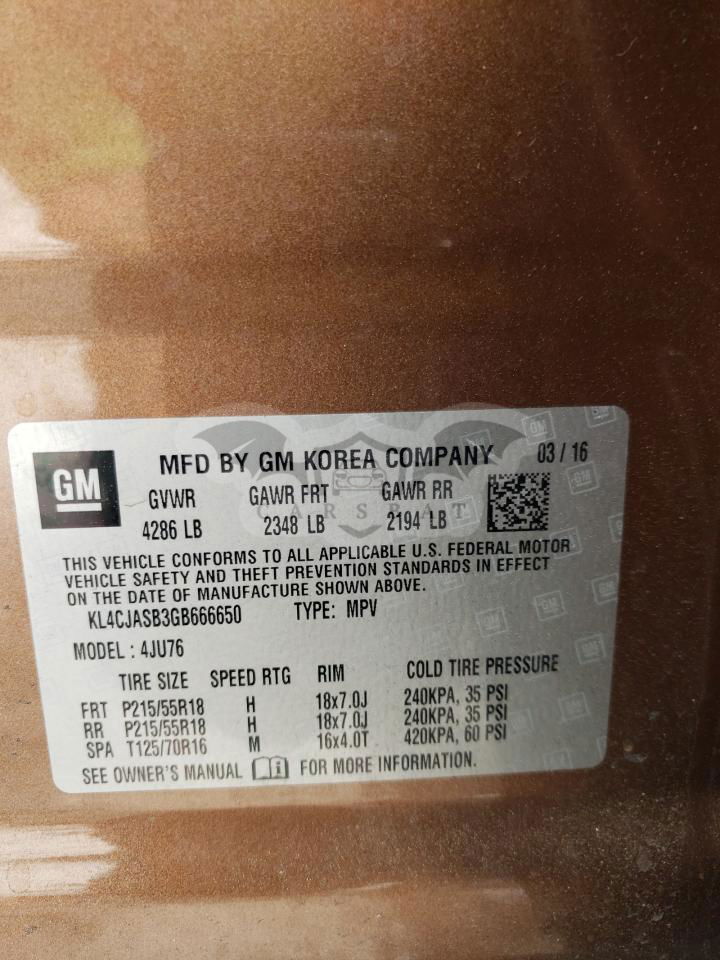 GM
MFD BY GM KOREA COMPANY 03 / 16
GVWR GAWR FRT GAWR RR
4286 LB 2348 LB 2194 LB
CARSBAT
THIS VEHICLE CONFORMS TO ALL APPLICABLE U.S. FEDERAL MOTOR
VEHICLE SAFETY AND THEFT PREVENTION STANDARDS IN EFFECT
ON THE DATE OF MANUFACTURE SHOWN ABOVE.
KL4CJASB3GB666650 TYPE: MPV
MODEL : 4JU76
TIRE SIZE SPEED RTG RIM COLD TIRE PRESSURE
FRT P215/55R18 H 18x7.0J 240KPA, 35 PSI
RR P215/55R18 H 18x7.0J 240KPA, 35 PSI
SPA T125/70R16 M 16x4.0T 420KPA, 60 PSI
SEE OWNER'S MANUAL FOR MORE INFORMATION.